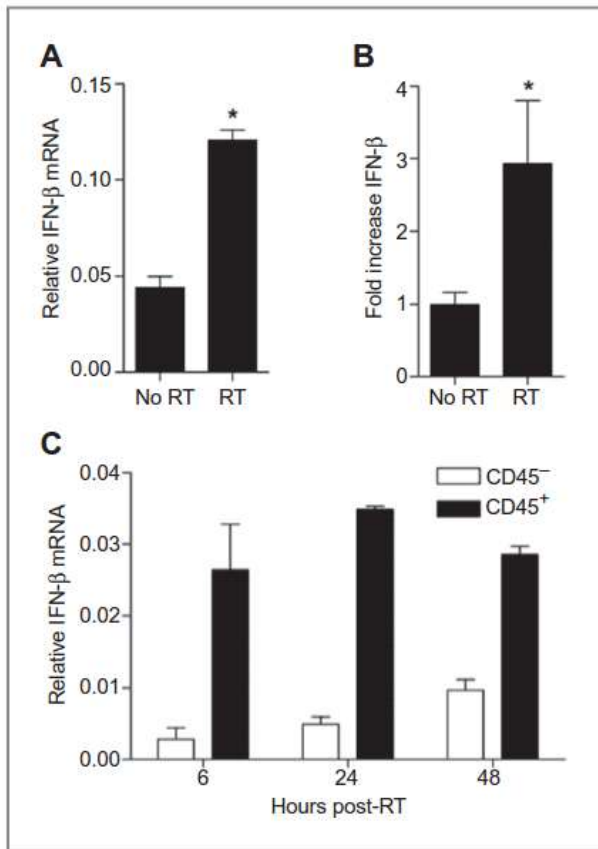 A
Relative IFN-β mRNA
0.15
0.10
0.05
0.00
*
No RT RT
B
Fold increase IFN-β
4
3
2
1
0
*
No RT RT
C
Relative IFN-β mRNA
0.04
0.03
0.02
0.01
0.00
CD45⁻
CD45⁺
6 24 48
Hours post-RT